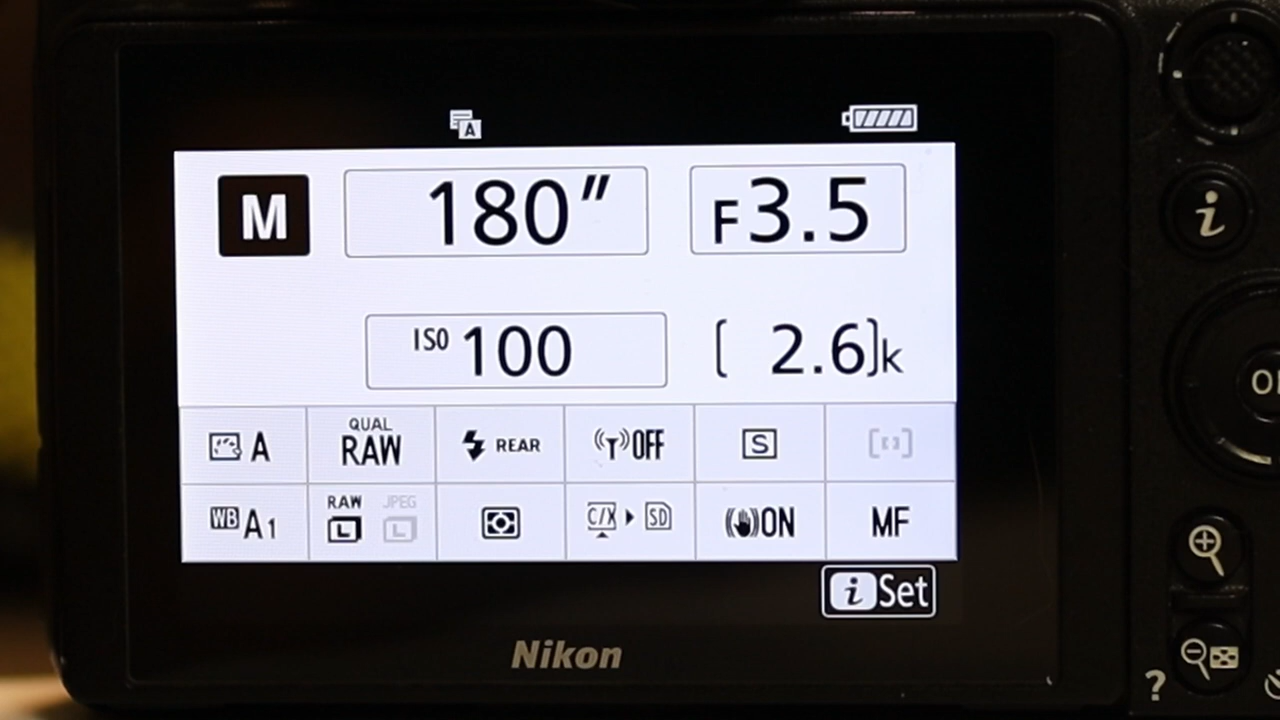 A
M 180″ F3.5
ISO 100 [ 2.6]k
A QUAL RAW REAR (T)OFF S
WB A1 RAW L JPEG L C/X SD ON MF
i Set
Nikon
i
OK
?